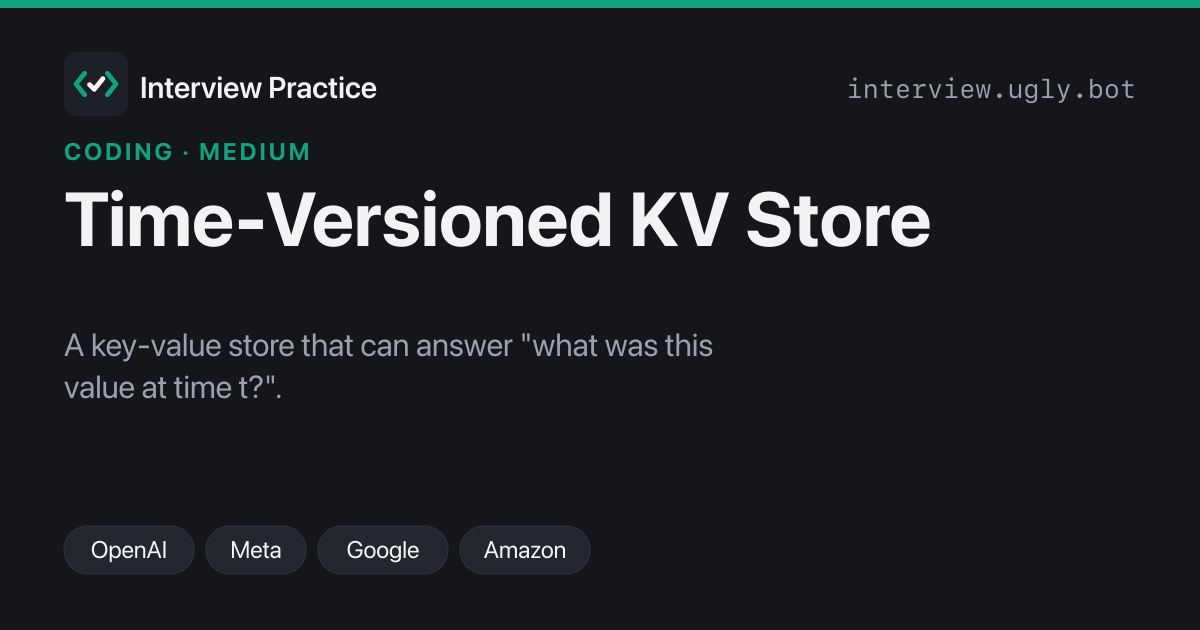 Interview Practice
interview.ugly.bot
CODING · MEDIUM
Time-Versioned KV Store
A key-value store that can answer "what was this
value at time t?".
OpenAI
Meta
Google
Amazon